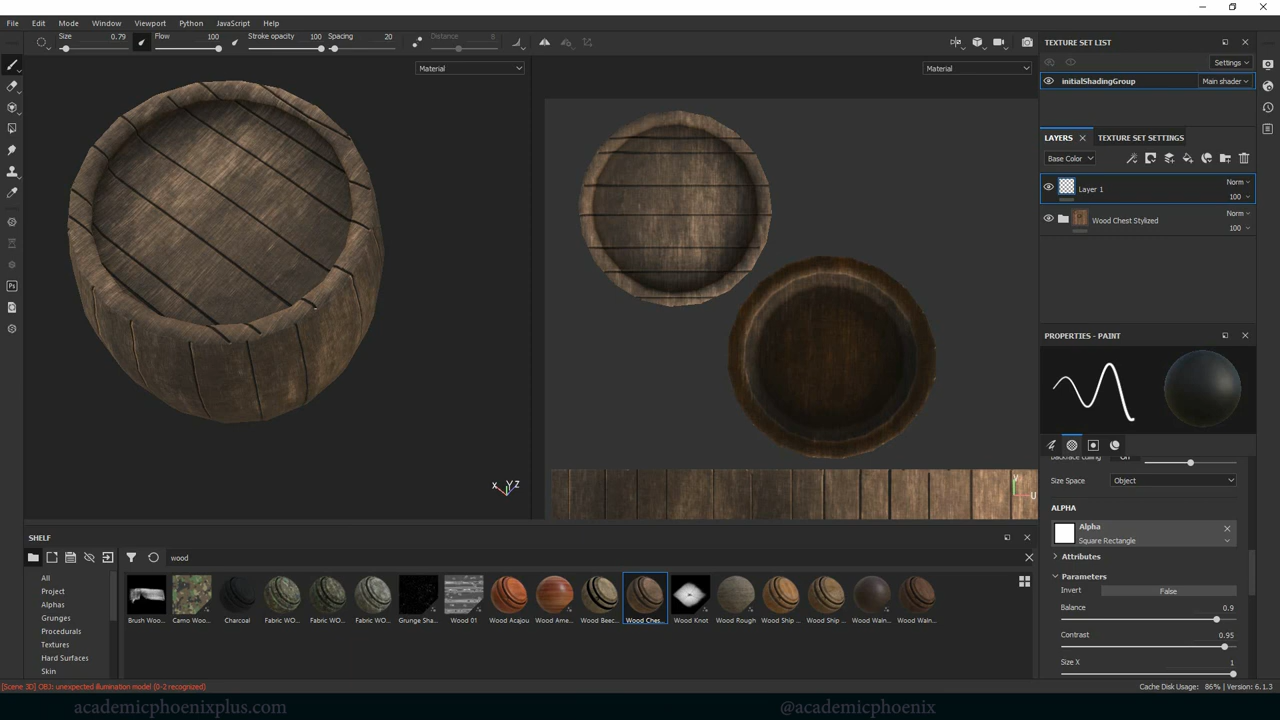 File Edit Mode Window Viewport Python JavaScript Help
Size 0.79 Flow 100 Stroke opacity 100 Spacing 20 Distance 8
Material
Material
TEXTURE SET LIST
Settings
initialShadingGroup Main shader
LAYERS TEXTURE SET SETTINGS
Base Color
Layer 1 Norm
100
Wood Chest Stylized Norm
100
PROPERTIES - PAINT
Size Space Object
ALPHA
Alpha
Square Rectangle
Attributes
Parameters
Invert False
Balance 0.9
Contrast 0.95
Size X 1
X Y Z
V
U
Ps
SHELF
wood
All
Project
Alphas
Grunges
Procedurals
Textures
Hard Surfaces
Skin
Brush Woo... Camo Woo... Charcoal Fabric WO... Fabric WO... Fabric WO... Grunge Sha... Wood 01 Wood Acajou Wood Ame... Wood Beec... Wood Ches... Wood Knot Wood Rough Wood Ship ... Wood Ship ... Wood Waln... Wood Waln...
[Scene 3D] OBJ: unexpected illumination model (0-2 recognized)
Cache Disk Usage: 86% | Version: 6.1.3
academicphoenixplus.com @academicphoenix